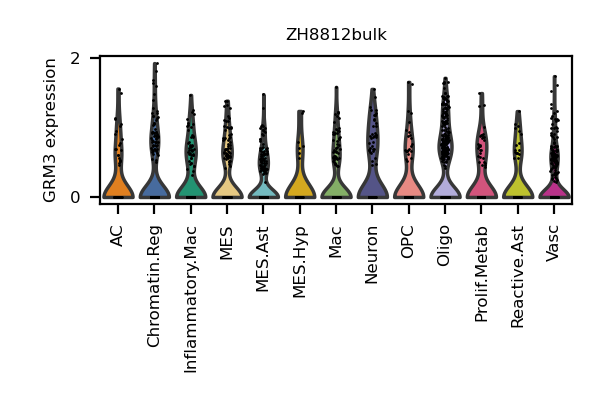 ZH8812bulk
GRM3 expression
2
0
AC
Chromatin.Reg
Inflammatory.Mac
MES
MES.Ast
MES.Hyp
Mac
Neuron
OPC
Oligo
Prolif.Metab
Reactive.Ast
Vasc